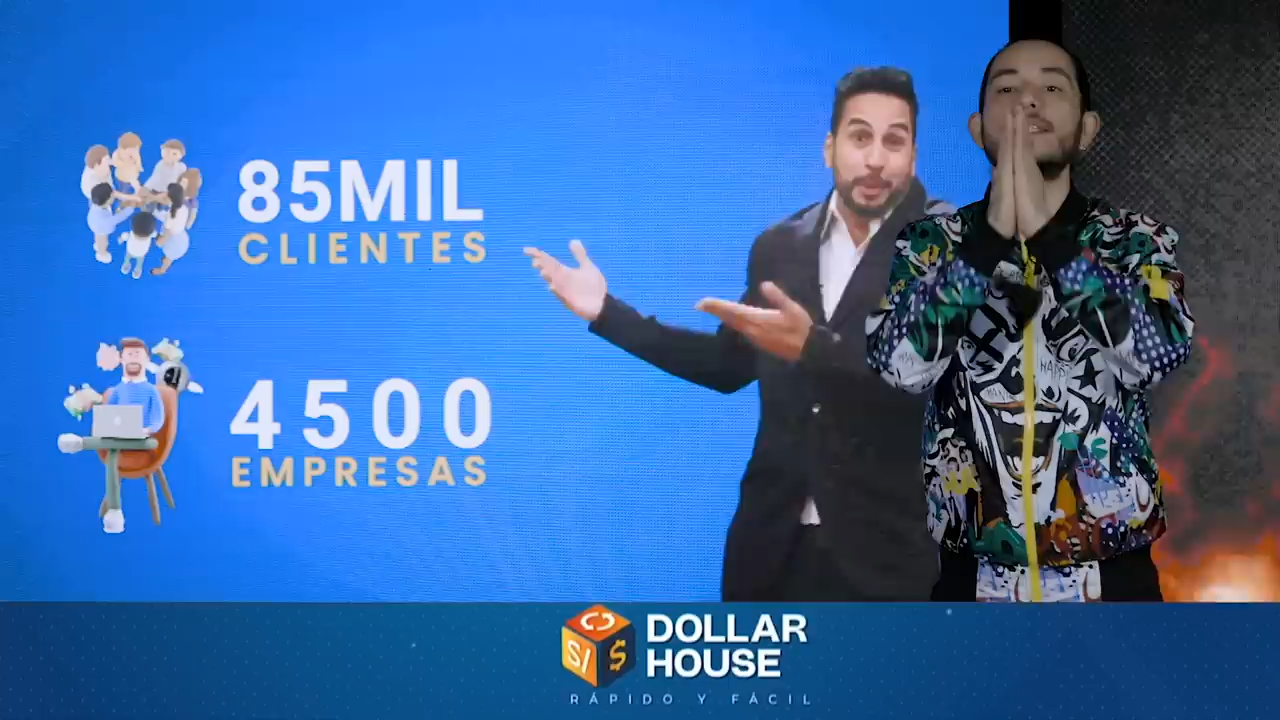 85MIL
CLIENTES
4500
EMPRESAS
S/ $
DOLLAR
HOUSE
RÁPIDO Y FÁCIL